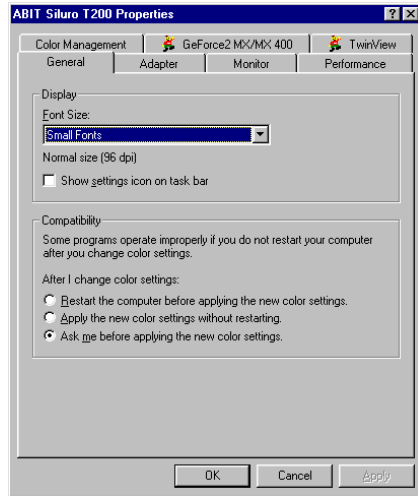 ABIT Siluro T200 Properties
Color Management GeForce2 MX/MX 400 TwinView
General Adapter Monitor Performance
Display
Font Size:
Small Fonts
Normal size (96 dpi)
Show settings icon on task bar
Compatibility
Some programs operate improperly if you do not restart your computer
after you change color settings.
After I change color settings:
Restart the computer before applying the new color settings.
Apply the new color settings without restarting.
Ask me before applying the new color settings.
OK Cancel Apply